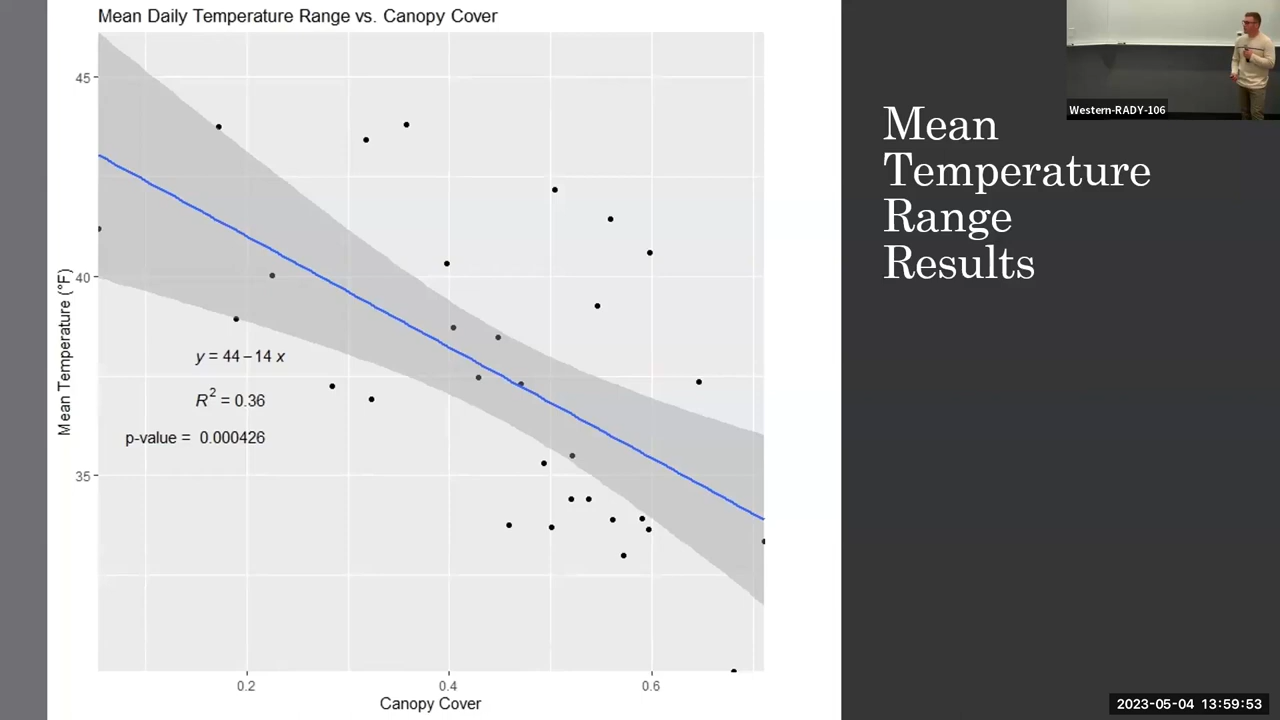 Mean Daily Temperature Range vs. Canopy Cover
45
40
35
Mean Temperature (°F)
y = 44 – 14 x
R² = 0.36
p-value = 0.000426
0.2
0.4
0.6
Canopy Cover
Mean
Temperature
Range
Results
Western-RADY-106
2023-05-04 13:59:53